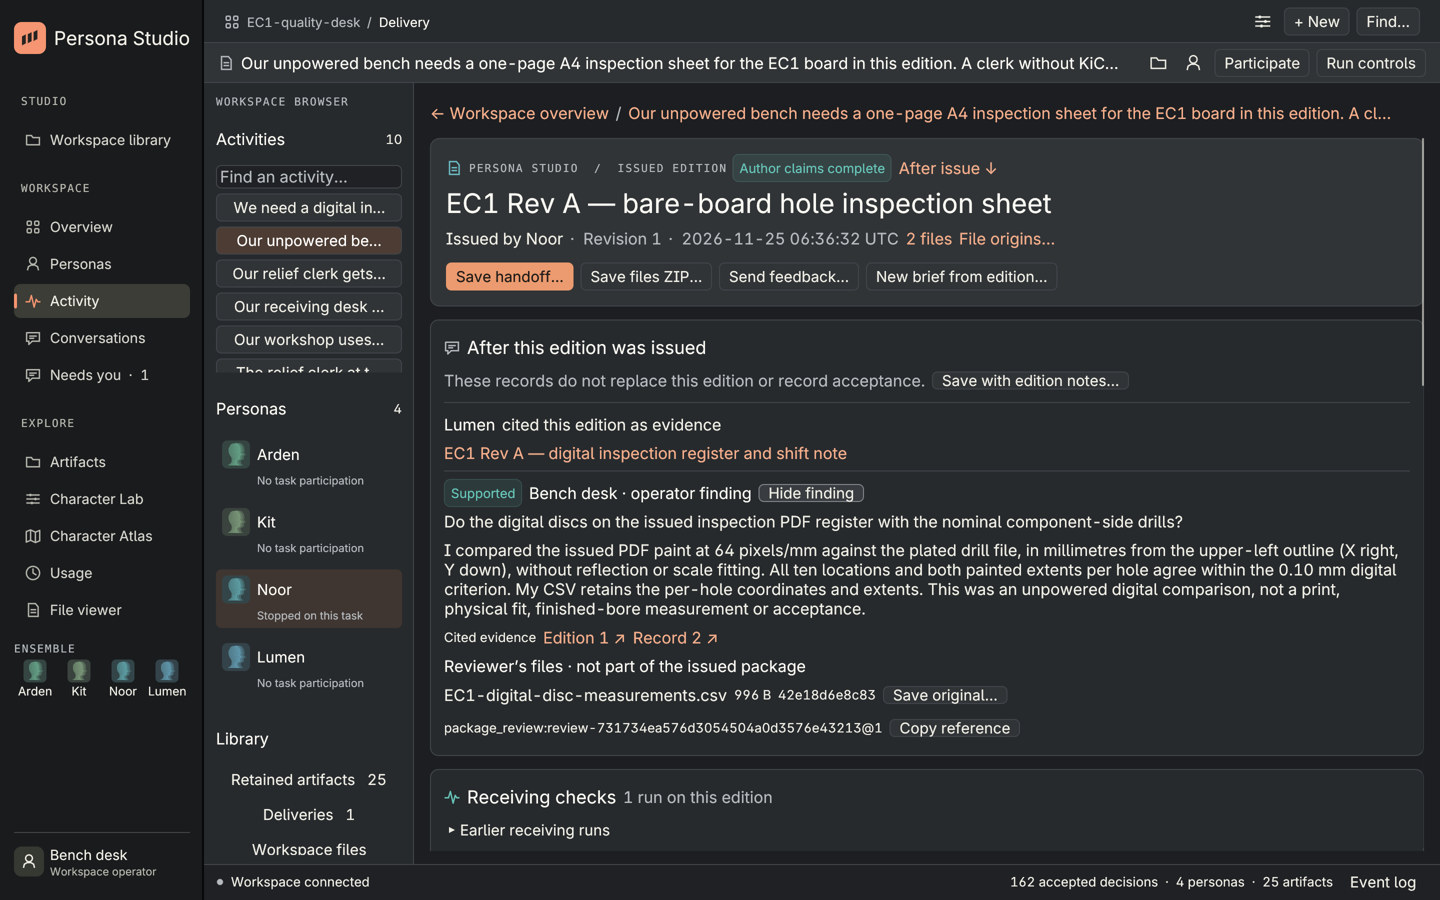 Persona Studio
STUDIO
Workspace library
WORKSPACE
Overview
Personas
Activity
Conversations
Needs you · 1
EXPLORE
Artifacts
Character Lab
Character Atlas
Usage
File viewer
ENSEMBLE
Arden Kit Noor Lumen
Bench desk
Workspace operator
EC1-quality-desk / Delivery
+ New Find...
Our unpowered bench needs a one-page A4 inspection sheet for the EC1 board in this edition. A clerk without KiC...
Participate Run controls
WORKSPACE BROWSER
Activities 10
Find an activity...
We need a digital in...
Our unpowered be...
Our relief clerk gets...
Our receiving desk ...
Our workshop uses...
The relief clerk at t...
Personas 4
Arden
No task participation
Kit
No task participation
Noor
Stopped on this task
Lumen
No task participation
Library
Retained artifacts 25
Deliveries 1
Workspace files
← Workspace overview / Our unpowered bench needs a one-page A4 inspection sheet for the EC1 board in this edition. A cl...
PERSONA STUDIO / ISSUED EDITION Author claims complete After issue ↓
EC1 Rev A — bare-board hole inspection sheet
Issued by Noor · Revision 1 · 2026-11-25 06:36:32 UTC 2 files File origins...
Save handoff... Save files ZIP... Send feedback... New brief from edition...
After this edition was issued
These records do not replace this edition or record acceptance. Save with edition notes...
Lumen cited this edition as evidence
EC1 Rev A — digital inspection register and shift note
Supported Bench desk · operator finding Hide finding
Do the digital discs on the issued inspection PDF register with the nominal component-side drills?
I compared the issued PDF paint at 64 pixels/mm against the plated drill file, in millimetres from the upper-left outline (X right,
Y down), without reflection or scale fitting. All ten locations and both painted extents per hole agree within the 0.10 mm digital
criterion. My CSV retains the per-hole coordinates and extents. This was an unpowered digital comparison, not a print,
physical fit, finished-bore measurement or acceptance.
Cited evidence Edition 1 ↗ Record 2 ↗
Reviewer's files · not part of the issued package
EC1-digital-disc-measurements.csv 996 B 42e18d6e8c83 Save original...
package_review:review-731734ea576d3054504a0d3576e43213@1 Copy reference
Receiving checks 1 run on this edition
▸ Earlier receiving runs
Workspace connected
162 accepted decisions · 4 personas · 25 artifacts Event log